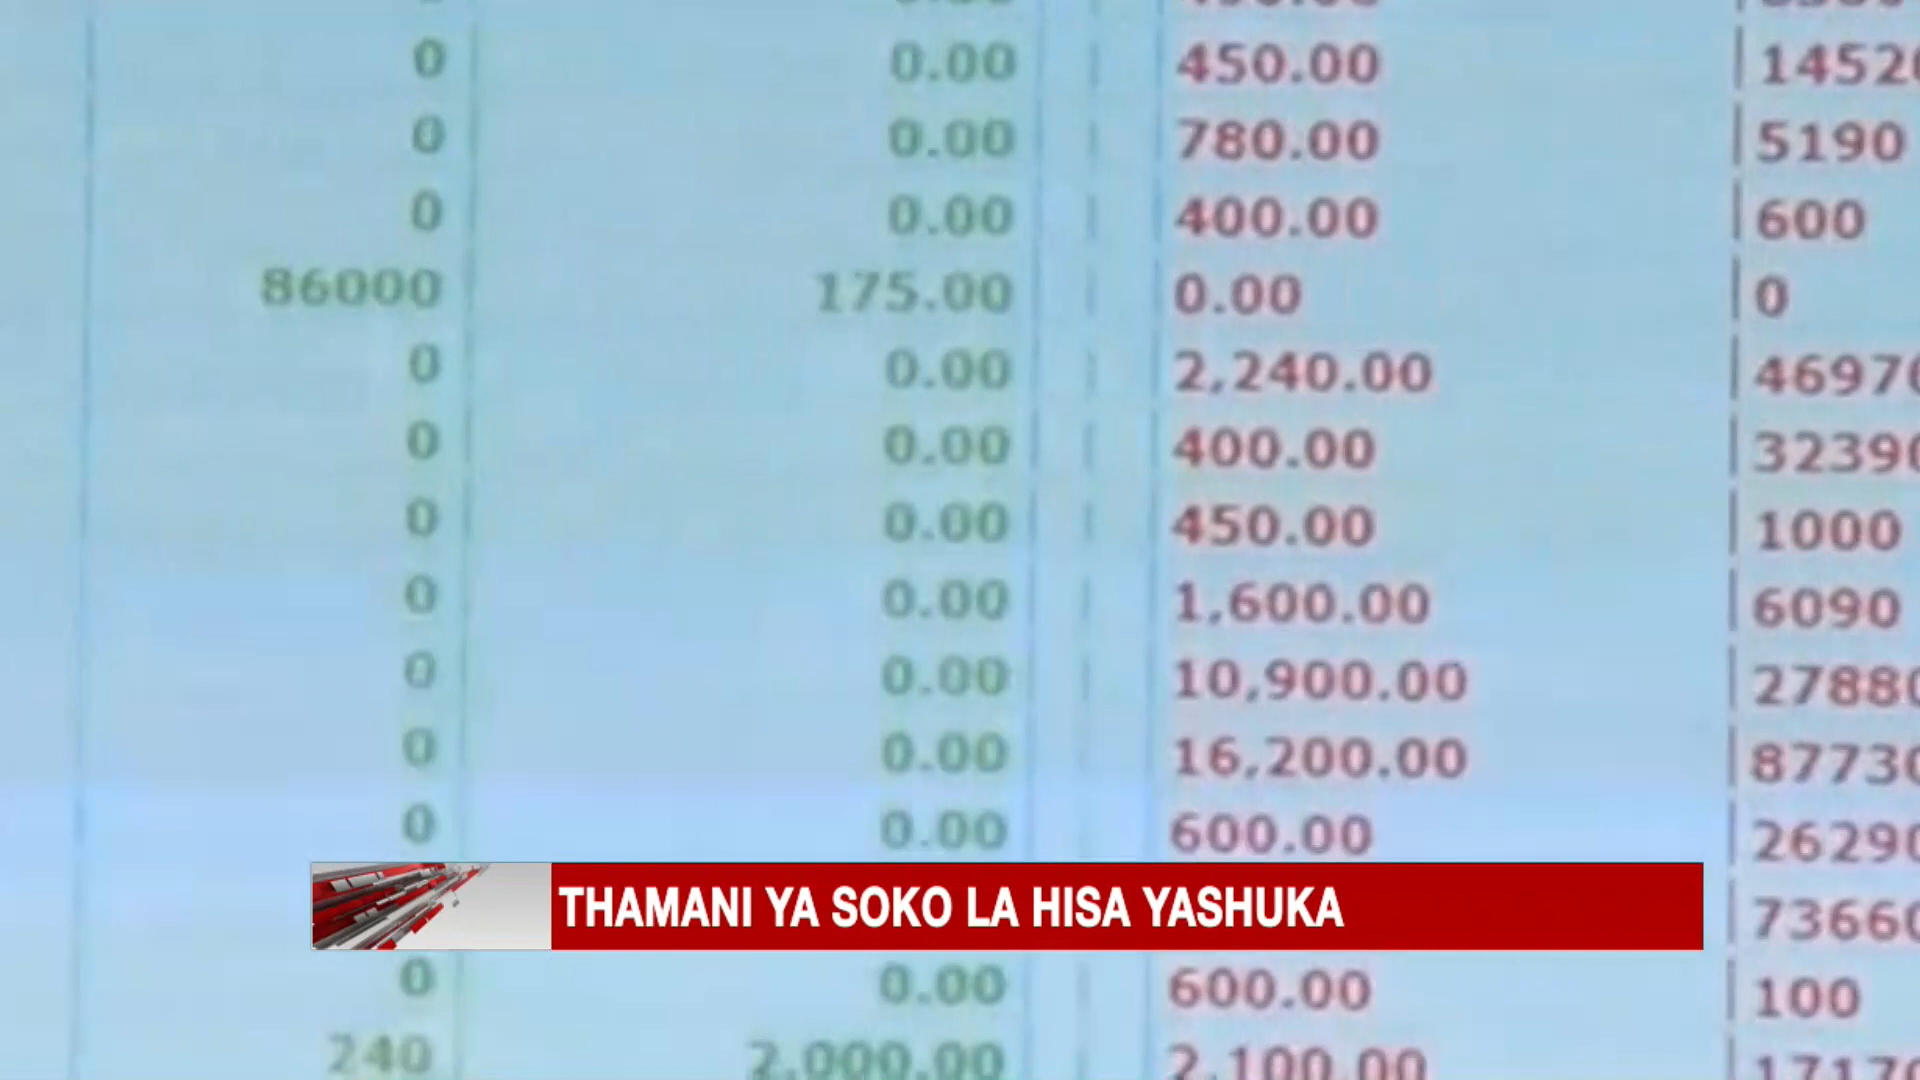 0 0.00 450.00
0 0.00 780.00 5190
0 0.00 400.00 600
86000 175.00 0.00 0
0 0.00 2,240.00
0 0.00 400.00
0 0.00 450.00 1000
0 0.00 1,600.00 6090
0 0.00 10,900.00
0 0.00 16,200.00
0 0.00 600.00
THAMANI YA SOKO LA HISA YASHUKA
0 0.00 600.00 100
240 2,000.00 2,100.00